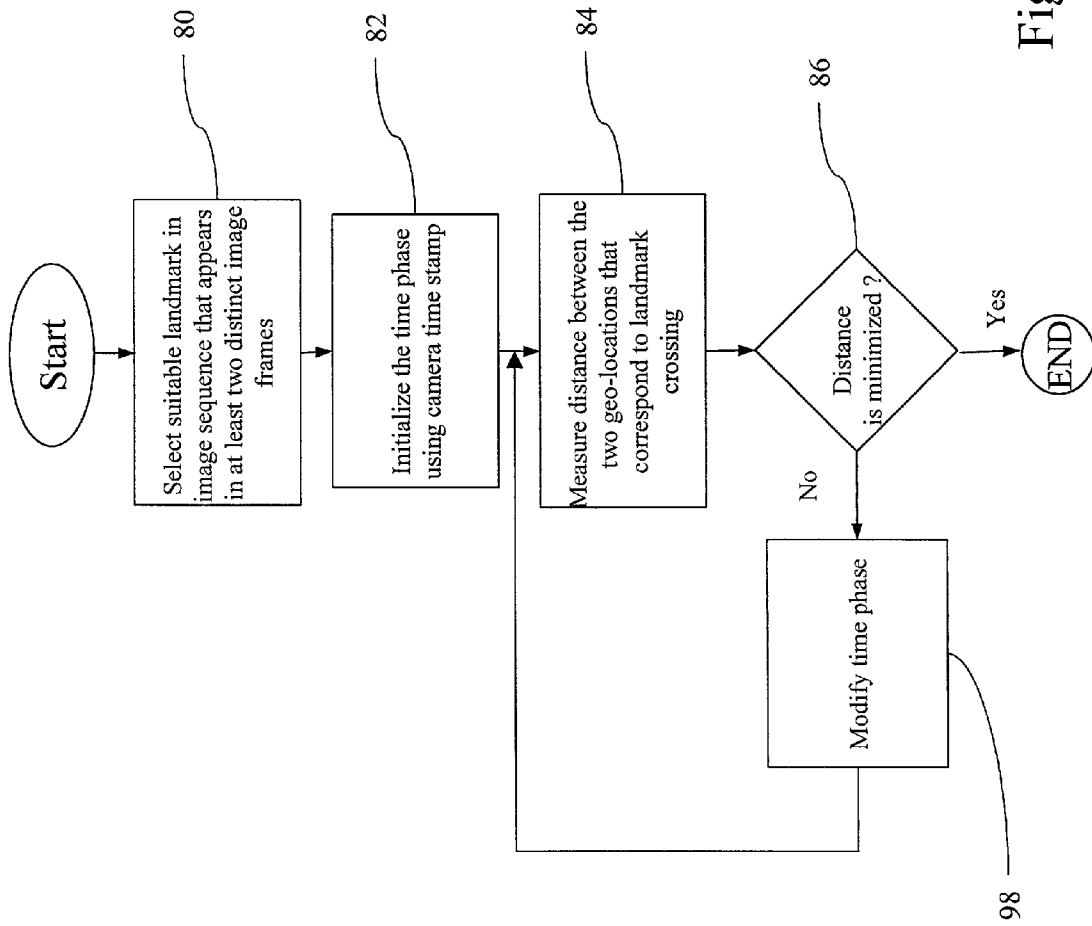 Start
Select suitable landmark in
image sequence that appears
in at least two distinct image
frames
80
Initialize the time phase
using camera time stamp
82
Measure distance between the
two geo-locations that
correspond to landmark
crossing
84
Distance
is minimized ?
86
No
Yes
Modify time phase
98
END
Fig